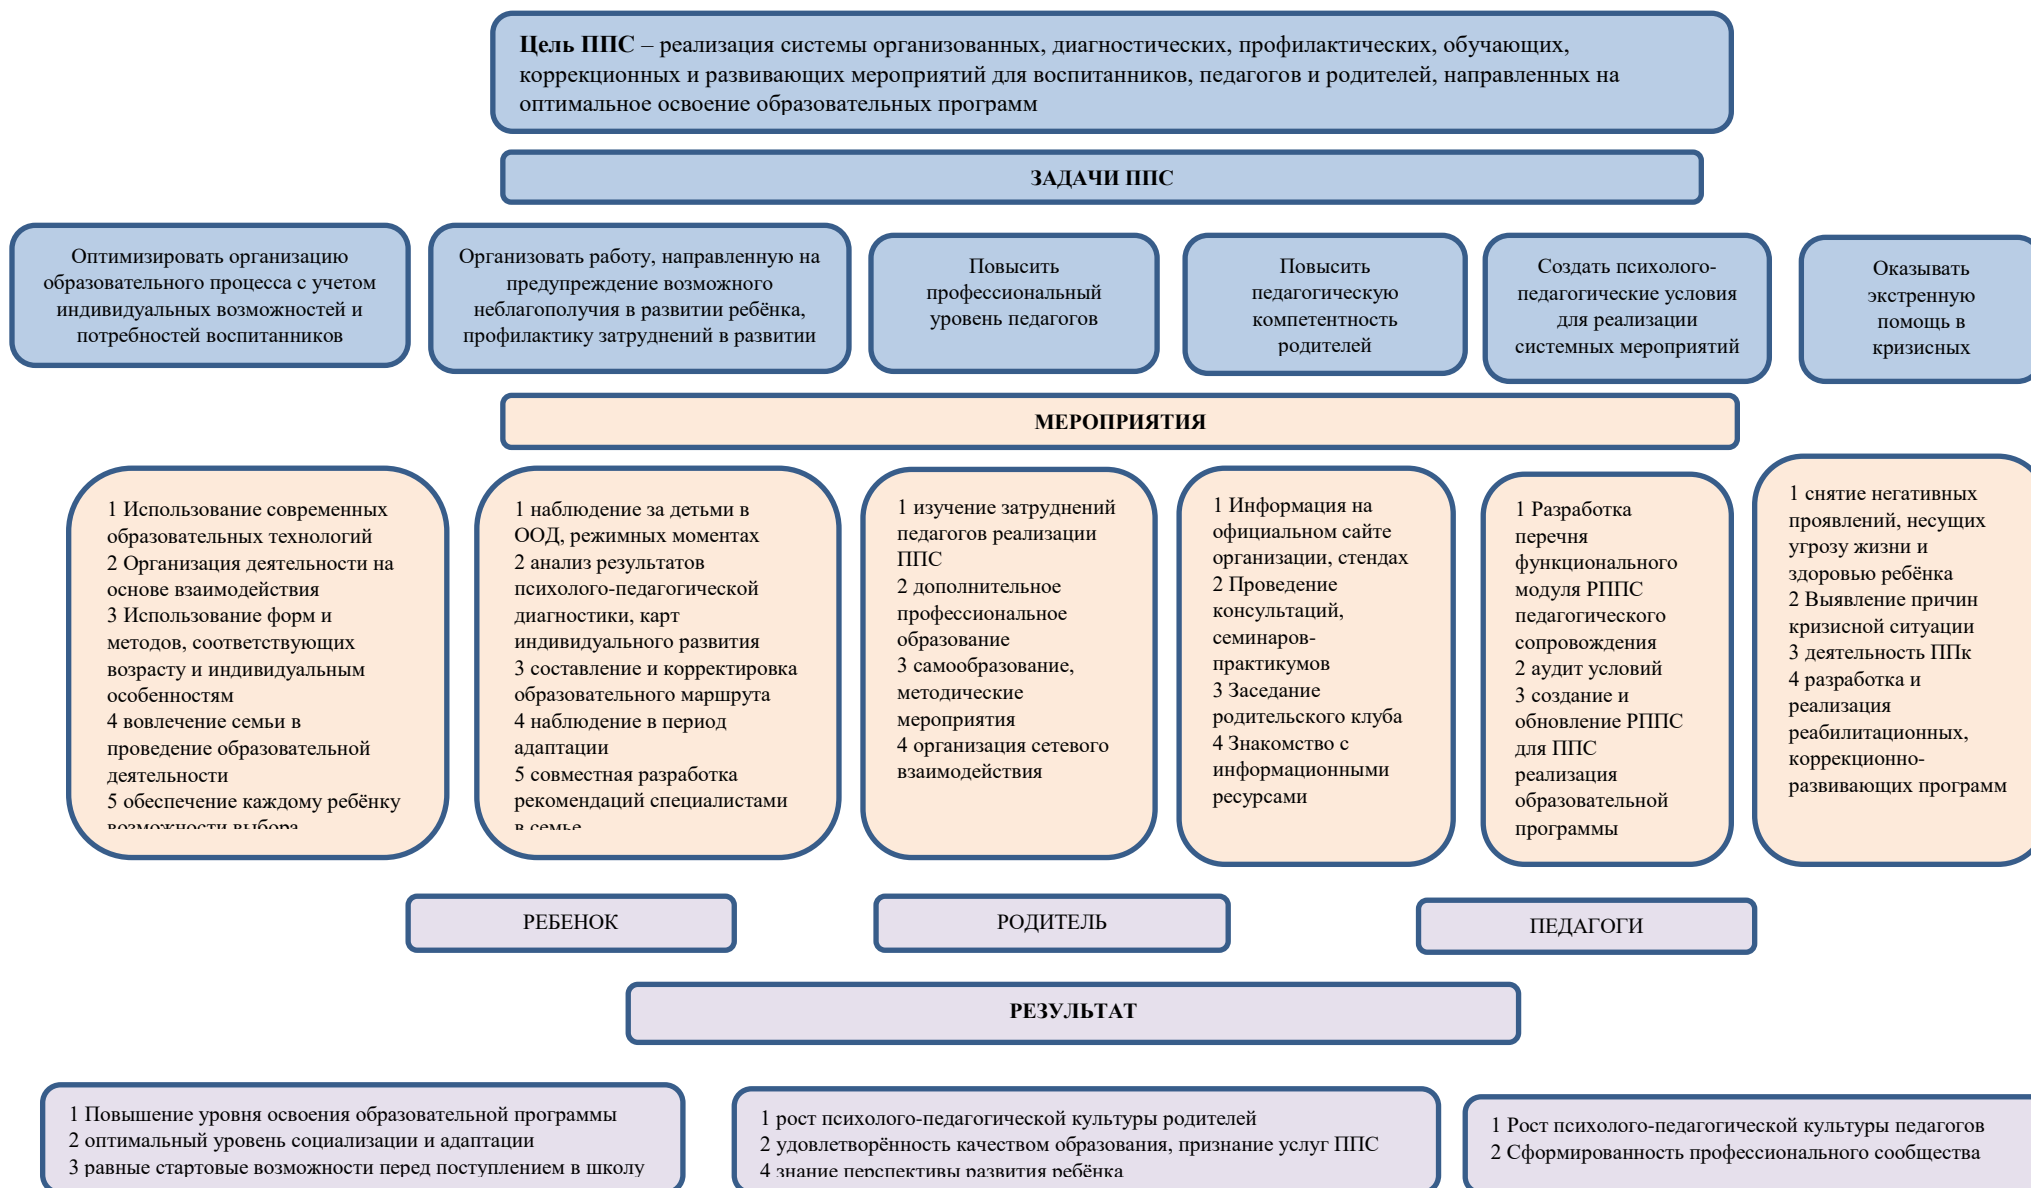 Цель ППС – реализация системы организованных, диагностических, профилактических, обучающих,
коррекционных и развивающих мероприятий для воспитанников, педагогов и родителей, направленных на
оптимальное освоение образовательных программ
ЗАДАЧИ ППС
Оптимизировать организацию
образовательного процесса с учетом
индивидуальных возможностей и
потребностей воспитанников
Организовать работу, направленную на
предупреждение возможного
неблагополучия в развитии ребёнка,
профилактику затруднений в развитии
Повысить
профессиональный
уровень педагогов
Повысить
педагогическую
компетентность
родителей
Создать психолого-
педагогические условия
для реализации
системных мероприятий
Оказывать
экстренную
помощь в
кризисных
МЕРОПРИЯТИЯ
1 Использование современных
образовательных технологий
2 Организация деятельности на
основе взаимодействия
3 Использование форм и
методов, соответствующих
возрасту и индивидуальным
особенностям
4 вовлечение семьи в
проведение образовательной
деятельности
5 обеспечение каждому ребёнку
возможности выбора
1 наблюдение за детьми в
ООД, режимных моментах
2 анализ результатов
психолого-педагогической
диагностики, карт
индивидуального развития
3 составление и корректировка
образовательного маршрута
4 наблюдение в период
адаптации
5 совместная разработка
рекомендаций специалистами
в семье
1 изучение затруднений
педагогов реализации
ППС
2 дополнительное
профессиональное
образование
3 самообразование,
методические
мероприятия
4 организация сетевого
взаимодействия
1 Информация на
официальном сайте
организации, стендах
2 Проведение
консультаций,
семинаров-
практикумов
3 Заседание
родительского клуба
4 Знакомство с
информационными
ресурсами
1 Разработка
перечня
функционального
модуля РППС
педагогического
сопровождения
2 аудит условий
3 создание и
обновление РППС
для ППС
реализация
образовательной
программы
1 снятие негативных
проявлений, несущих
угрозу жизни и
здоровью ребёнка
2 Выявление причин
кризисной ситуации
3 деятельность ППк
4 разработка и
реализация
реабилитационных,
коррекционно-
развивающих программ
РЕБЕНОК
РОДИТЕЛЬ
ПЕДАГОГИ
РЕЗУЛЬТАТ
1 Повышение уровня освоения образовательной программы
2 оптимальный уровень социализации и адаптации
3 равные стартовые возможности перед поступлением в школу
1 рост психолого-педагогической культуры родителей
2 удовлетворённость качеством образования, признание услуг ППС
4 знание перспективы развития ребёнка
1 Рост психолого-педагогической культуры педагогов
2 Сформированность профессионального сообщества